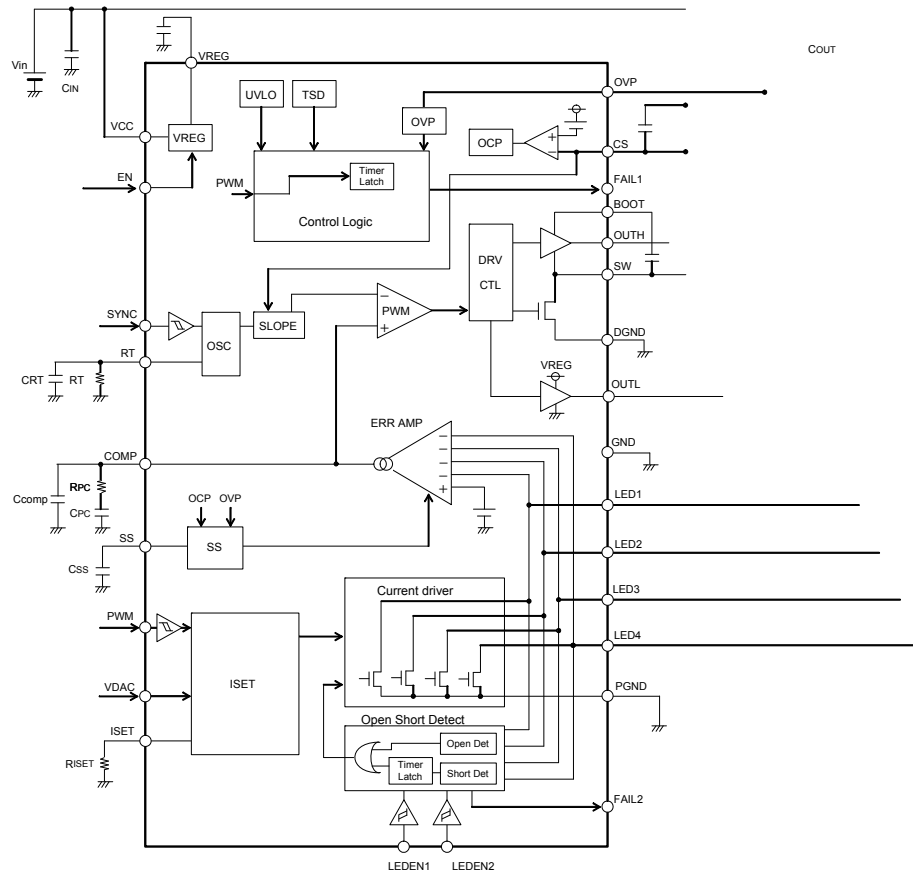 COUT
VREG
Vin
CIN
UVLO
TSD
OVP
OVP
VCC
VREG
OCP
+
−
CS
EN
PWM
Timer
Latch
FAIL1
Control Logic
BOOT
OUTH
DRV
CTL
SW
SYNC
OSC
SLOPE
−
PWM
+
DGND
RT
CRT
RT
VREG
OUTL
ERR AMP
GND
COMP
−
−
−
−
+
Ccomp
RPC
CPC
OCP
OVP
LED1
SS
SS
CSS
LED2
Current driver
LED3
PWM
LED4
ISET
VDAC
PGND
ISET
RISET
Open Short Detect
Open Det
Timer
Latch
Short Det
FAIL2
LEDEN1
LEDEN2